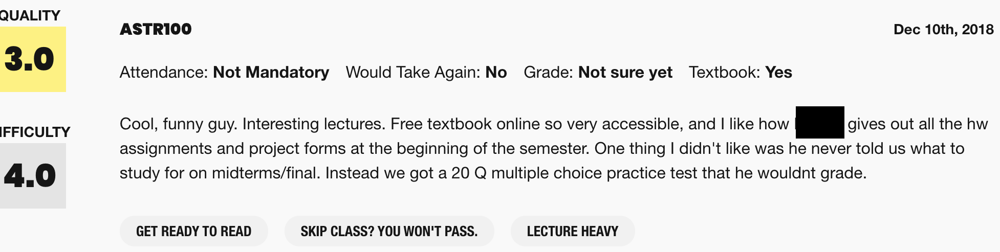 QUALITY
3.0
IFFICULTY
4.0
ASTR100
Dec 10th, 2018
Attendance: Not Mandatory Would Take Again: No Grade: Not sure yet Textbook: Yes
Cool, funny guy. Interesting lectures. Free textbook online so very accessible, and I like how gives out all the hw
assignments and project forms at the beginning of the semester. One thing I didn't like was he never told us what to
study for on midterms/final. Instead we got a 20 Q multiple choice practice test that he wouldnt grade.
GET READY TO READ
SKIP CLASS? YOU WON'T PASS.
LECTURE HEAVY